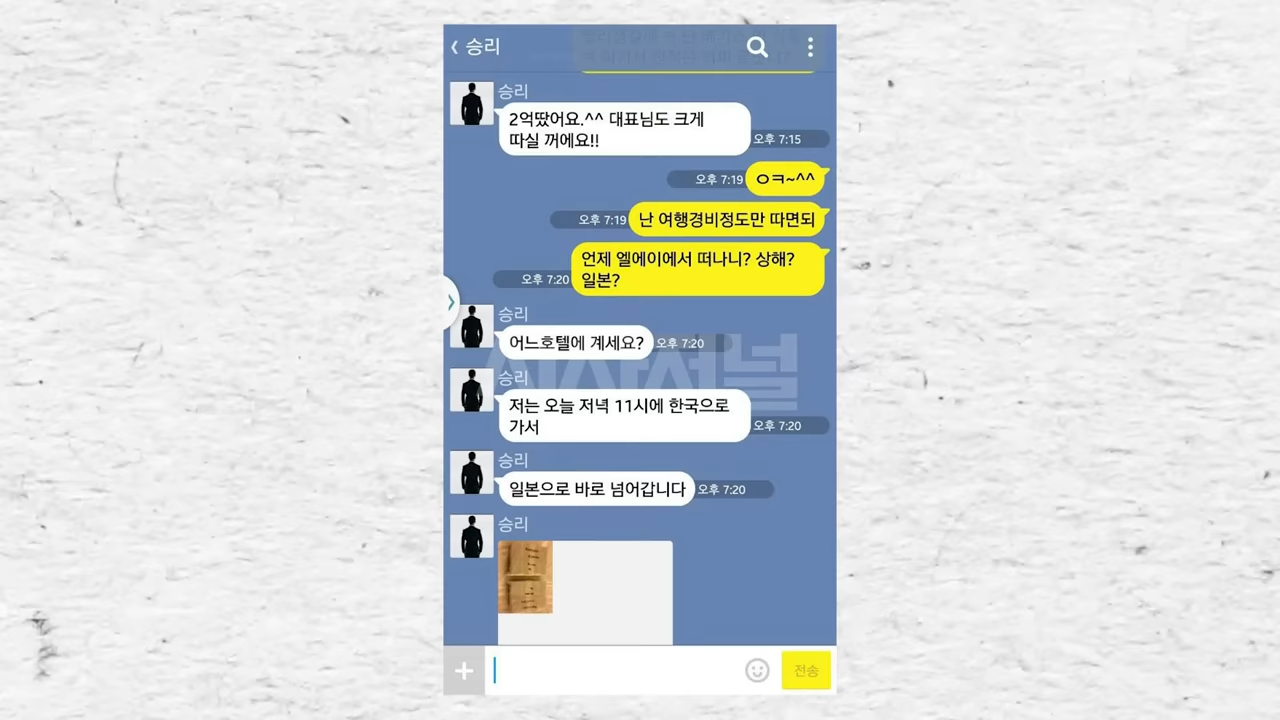 승리
승리
2억땄어요.^^ 대표님도 크게
따실 꺼에요!!
오후 7:15
오후 7:19
ㅇㅋ~^^
오후 7:19
난 여행경비정도만 따면되
언제 엘에이에서 떠나니? 상해?
일본?
오후 7:20
승리
어느호텔에 계세요?
오후 7:20
시사저널
승리
저는 오늘 저녁 11시에 한국으로
가서
오후 7:20
승리
일본으로 바로 넘어갑니다
오후 7:20
승리
전송